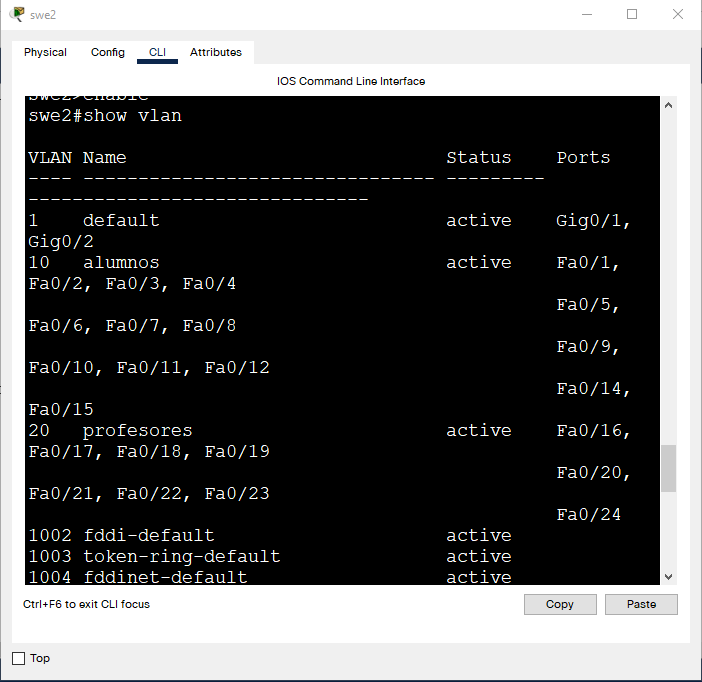 swe2
Physical Config CLI Attributes
IOS Command Line Interface
swe2>enable
swe2#show vlan
VLAN Name Status Ports
---- -------------------------------- ---------
-------------------------------
1 default active Gig0/1,
Gig0/2
10 alumnos active Fa0/1,
Fa0/2, Fa0/3, Fa0/4
Fa0/5,
Fa0/6, Fa0/7, Fa0/8
Fa0/9,
Fa0/10, Fa0/11, Fa0/12
Fa0/14,
Fa0/15
20 profesores active Fa0/16,
Fa0/17, Fa0/18, Fa0/19
Fa0/20,
Fa0/21, Fa0/22, Fa0/23
Fa0/24
1002 fddi-default active
1003 token-ring-default active
1004 fddinet-default active
Ctrl+F6 to exit CLI focus
Copy Paste
Top